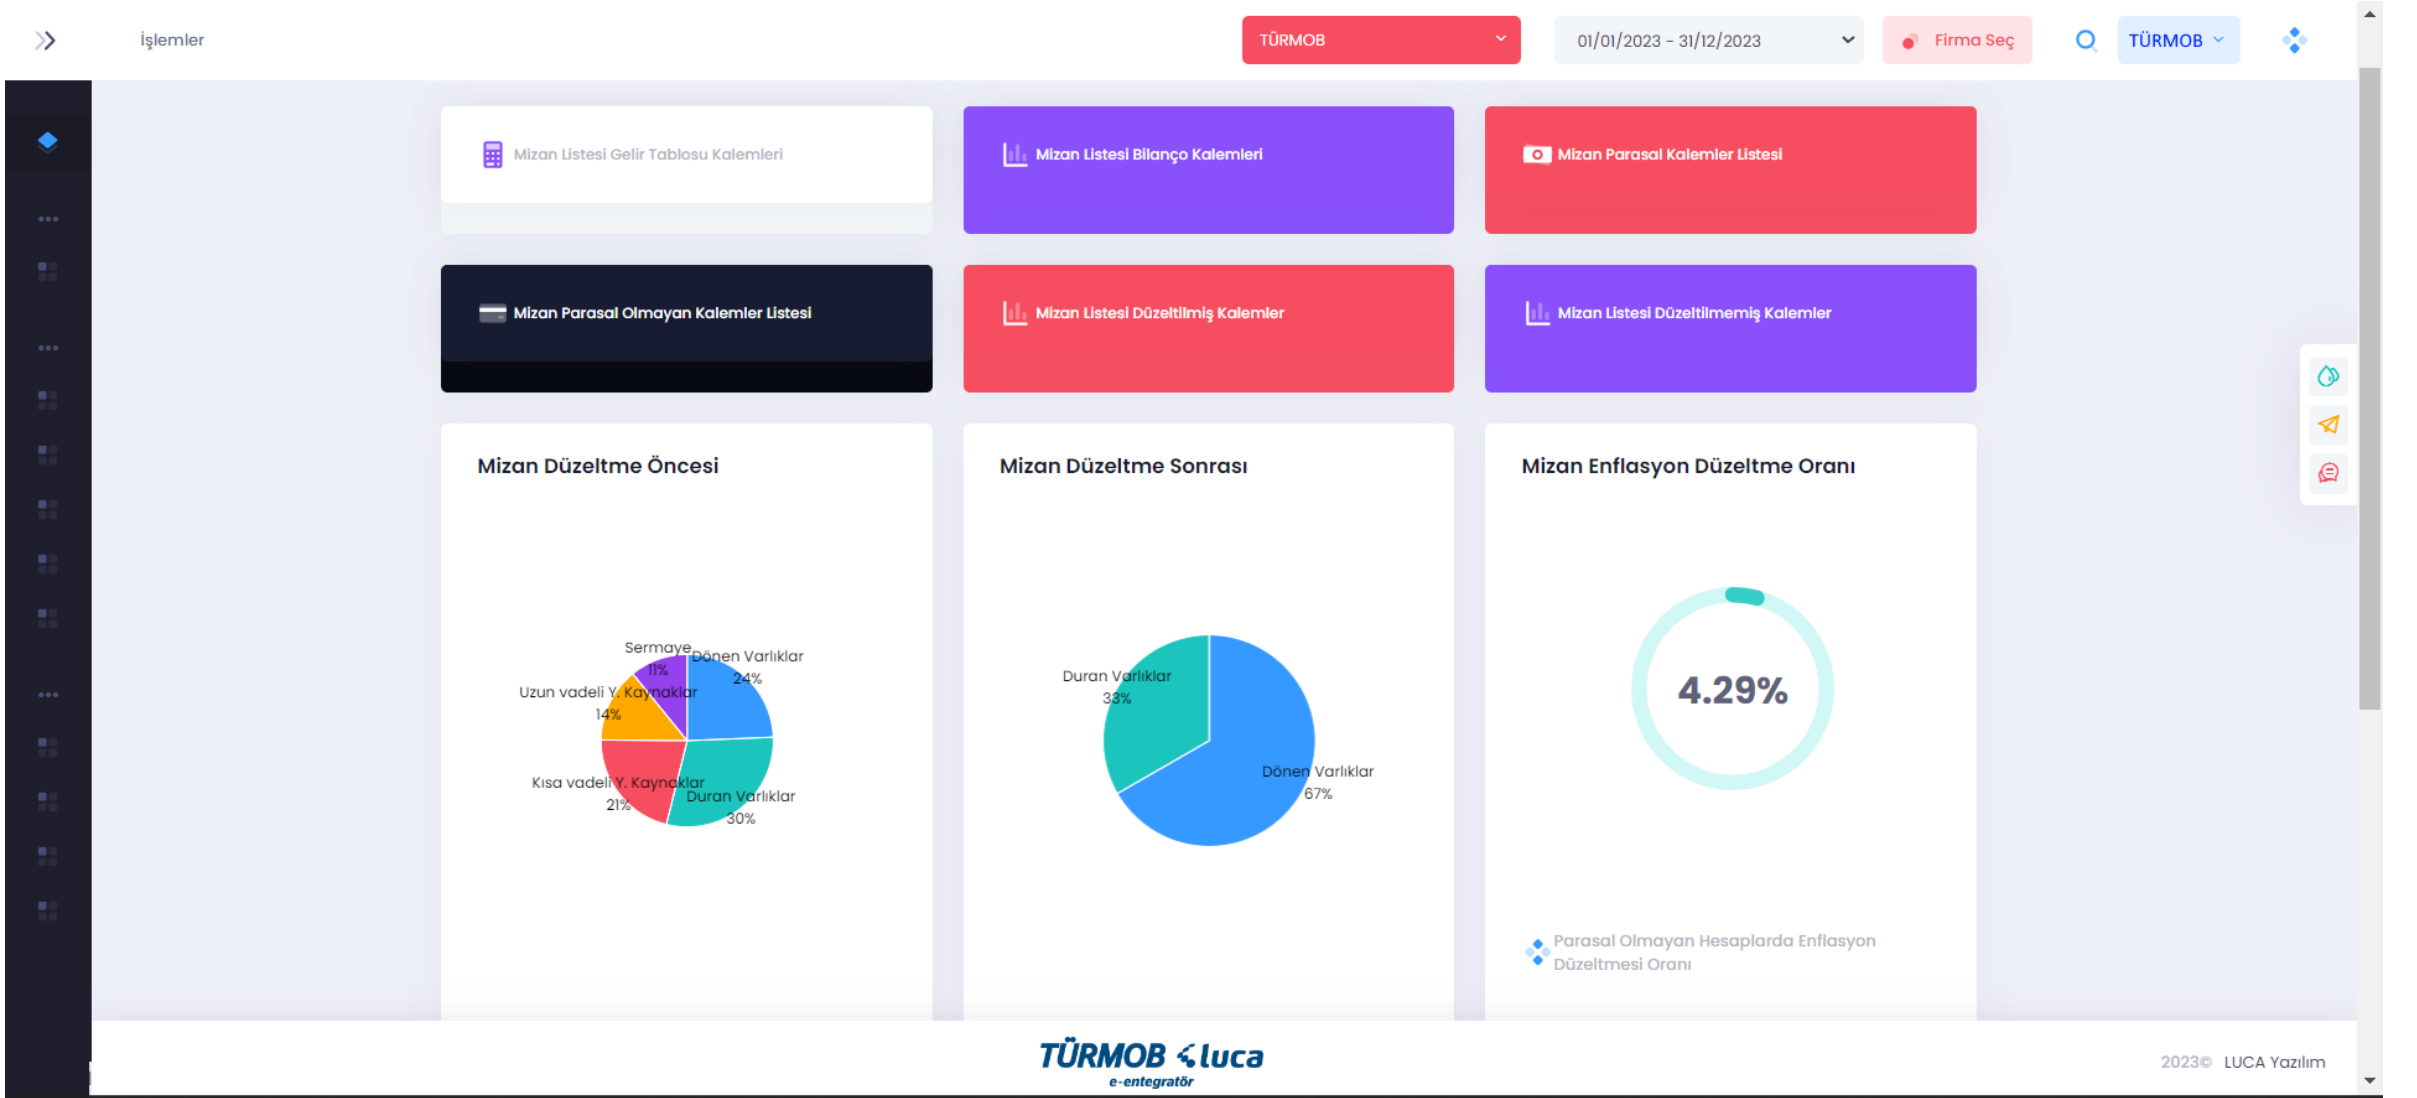 İşlemler
TÜRMOB
01/01/2023 - 31/12/2023
Firma Seç
TÜRMOB
Mizan Listesi Gelir Tablosu Kalemleri
Mizan Listesi Bilanço Kalemleri
Mizan Parasal Kalemler Listesi
Mizan Parasal Olmayan Kalemler Listesi
Mizan Listesi Düzeltilmiş Kalemler
Mizan Listesi Düzeltilmemiş Kalemler
Mizan Düzeltme Öncesi
Sermaye
11%
Dönen Varlıklar
24%
Uzun vadeli Y. Kaynaklar
14%
Kısa vadeli Y. Kaynaklar
21%
Duran Varlıklar
30%
Mizan Düzeltme Sonrası
Duran Varlıklar
33%
Dönen Varlıklar
67%
Mizan Enflasyon Düzeltme Oranı
4.29%
Parasal Olmayan Hesaplarda Enflasyon
Düzeltmesi Oranı
TÜRMOB luca
e-entegratör
2023© LUCA Yazılım